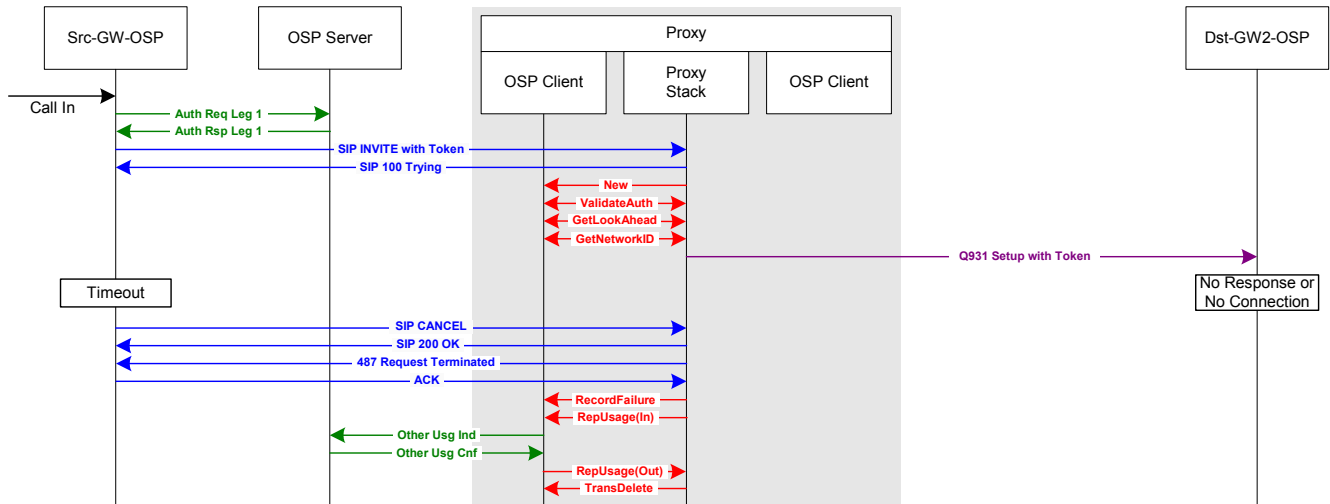 Src-GW-OSP
OSP Server
Proxy
OSP Client
Proxy
Stack
OSP Client
Dst-GW2-OSP
Call In
Auth Req Leg 1
Auth Rsp Leg 1
SIP INVITE with Token
SIP 100 Trying
New
ValidateAuth
GetLookAhead
GetNetworkID
Q931 Setup with Token
Timeout
No Response or
No Connection
SIP CANCEL
SIP 200 OK
487 Request Terminated
ACK
RecordFailure
RepUsage(In)
Other Usg Ind
Other Usg Cnf
RepUsage(Out)
TransDelete